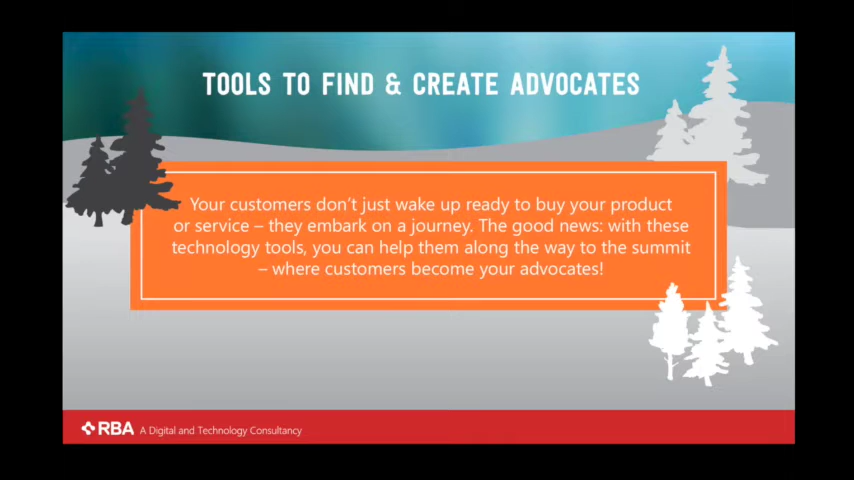 TOOLS TO FIND & CREATE ADVOCATES
Your customers don't just wake up ready to buy your product
or service – they embark on a journey. The good news: with these
technology tools, you can help them along the way to the summit
– where customers become your advocates!
RBA A Digital and Technology Consultancy